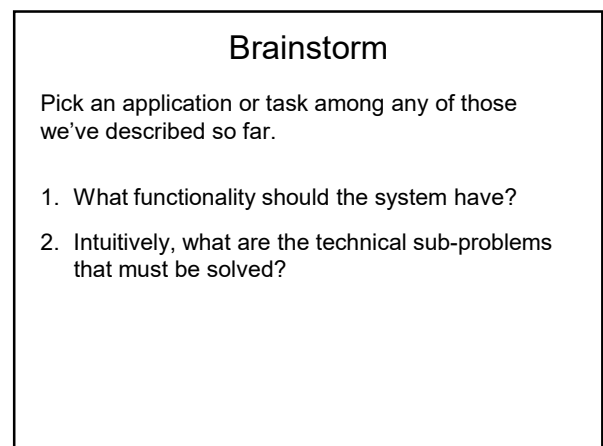 Brainstorm
Pick an application or task among any of those
we’ve described so far.
1. What functionality should the system have?
2. Intuitively, what are the technical sub-problems
that must be solved?